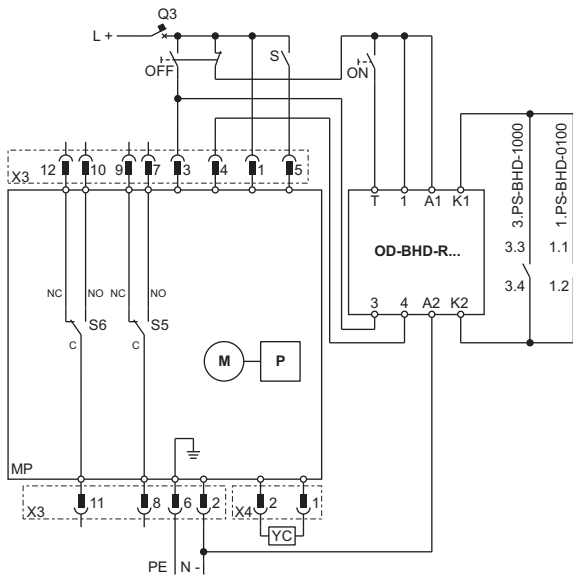 Q3
L +
OFF
S
ON
3.PS-BHD-1000
1.PS-BHD-0100
X3
12
10
9
7
3
4
1
5
T
1
A1
K1
OD-BHD-R...
3
4
A2
K2
3.3
1.1
3.4
1.2
NC
NO
NC
NO
S6
S5
C
C
M
P
MP
X3
11
8
6
2
X4
2
1
YC
PE
N -